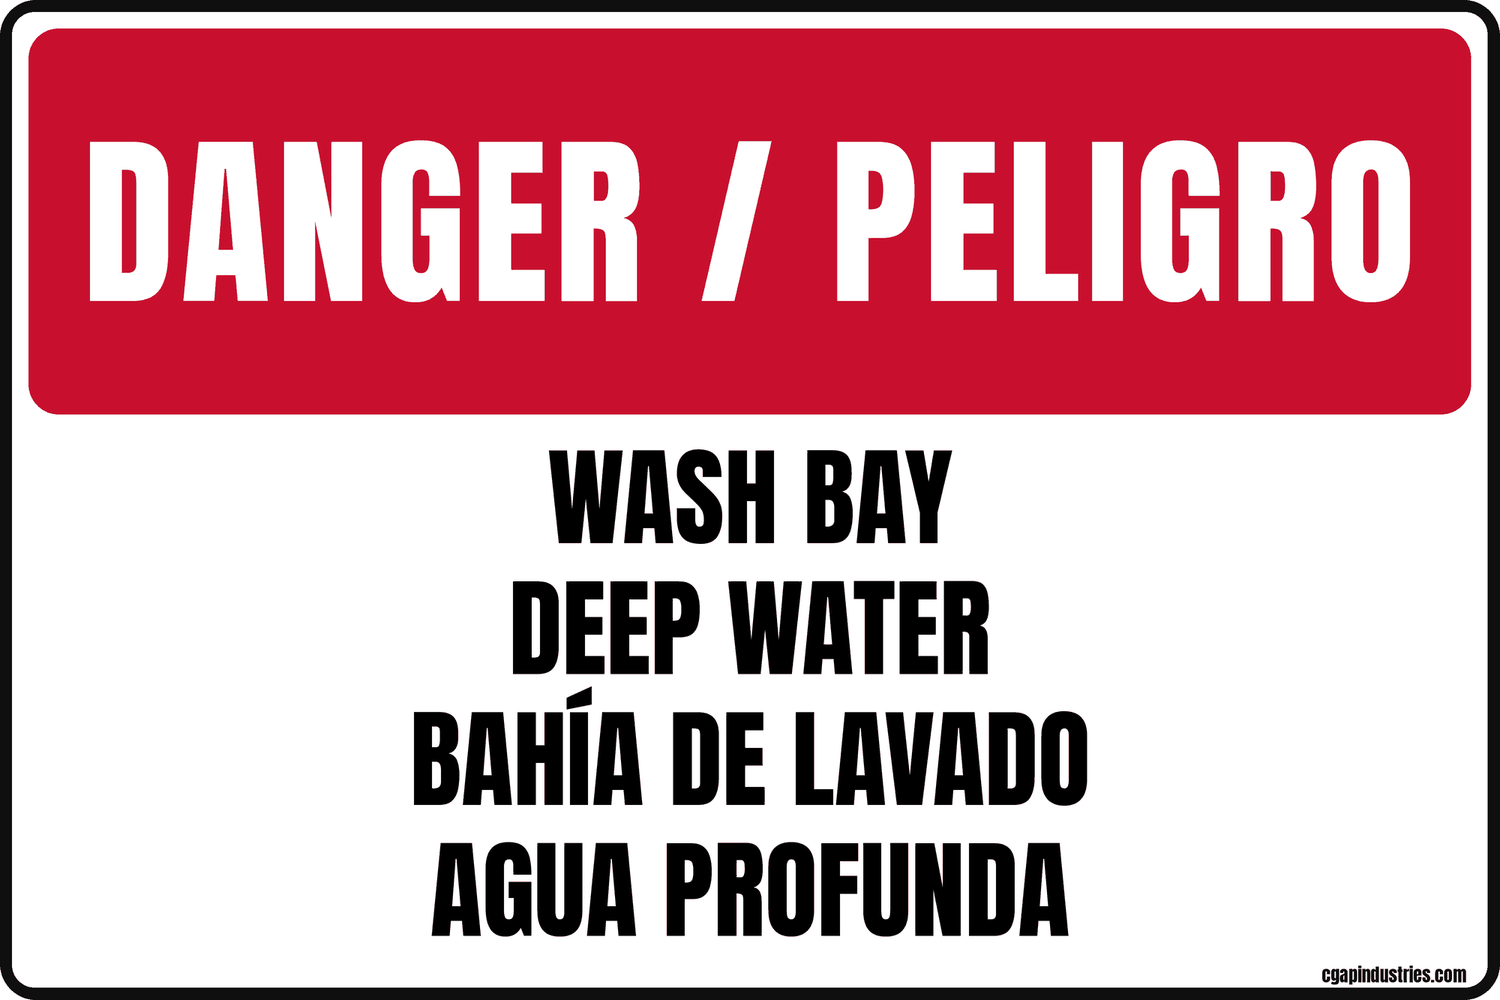 DANGER / PELIGRO
WASH BAY
DEEP WATER
BAHÍA DE LAVADO
AGUA PROFUNDA
cgapindustries.com